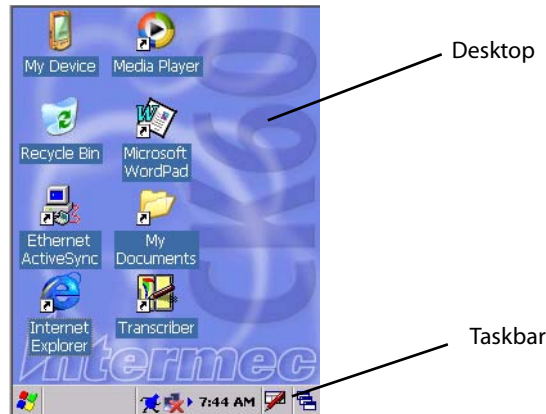 My Device Media Player
Desktop
Recycle Bin Microsoft
WordPad
Ethernet My
ActiveSync Documents
Internet Transcriber
Explorer
CK60
Intermec
Taskbar
7:44 AM